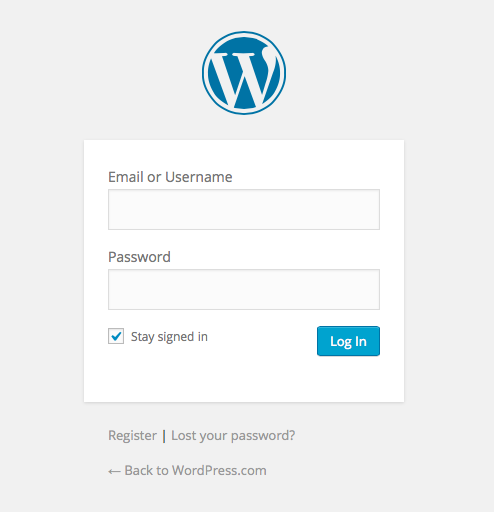 Email or Username
Password
Stay signed in
Log In
Register | Lost your password?
← Back to WordPress.com